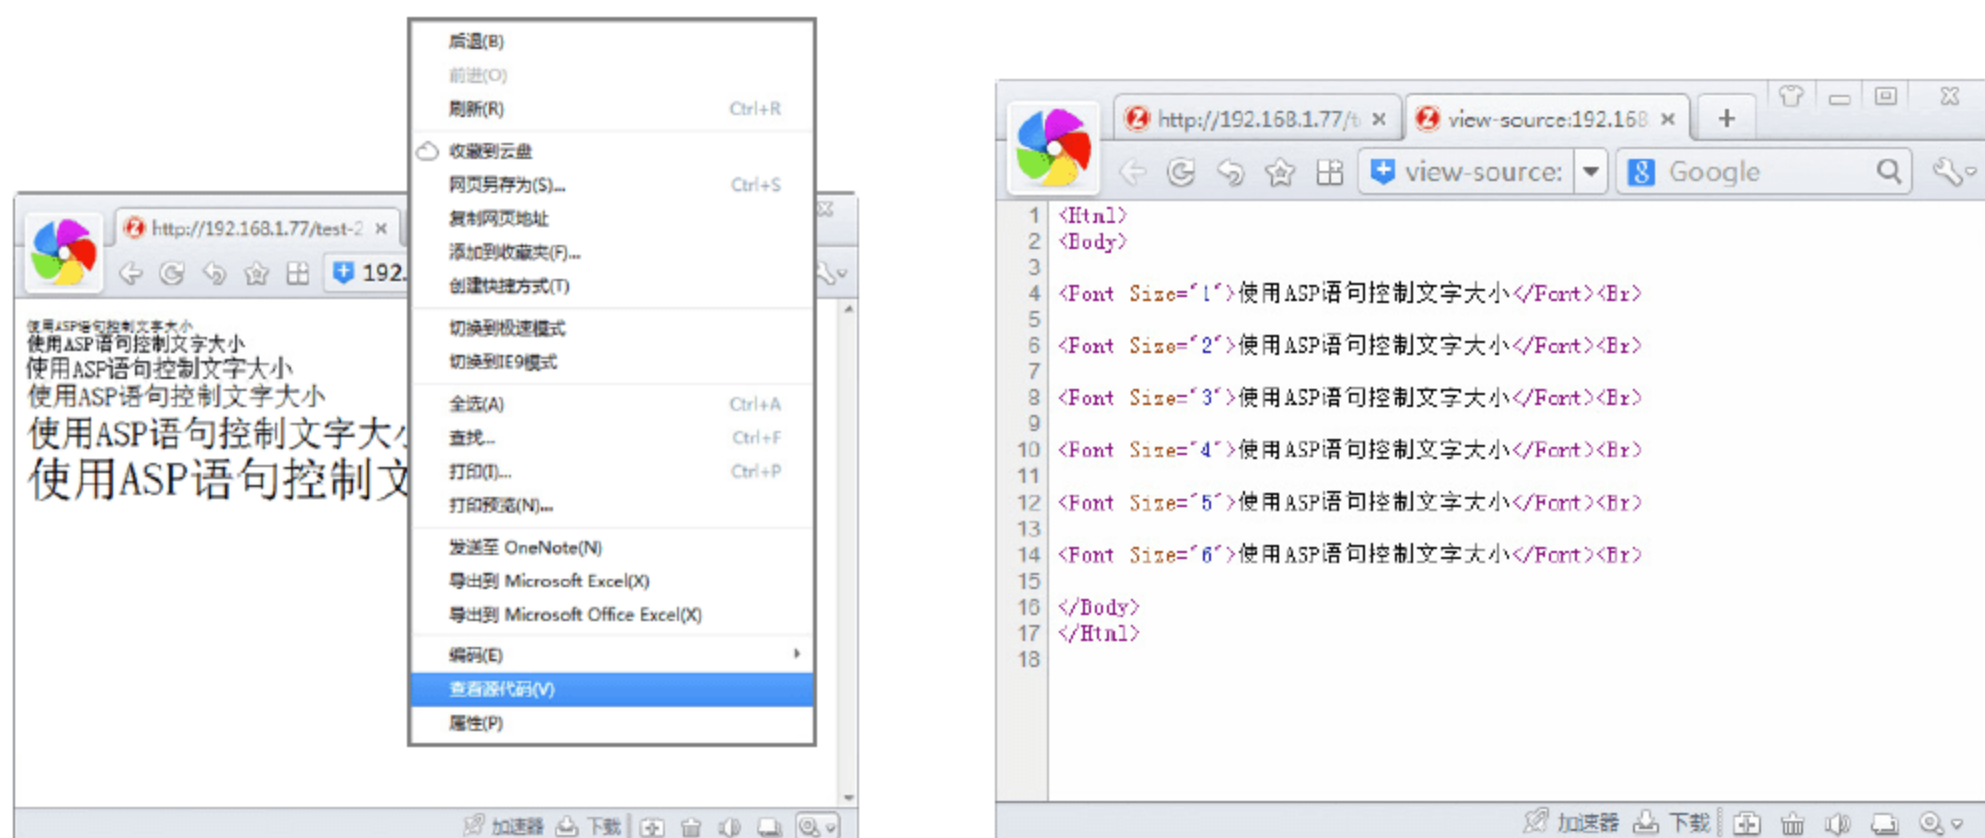 后退(B)
前进(O)
刷新(R) Ctrl+R
收藏到云盘
网页另存为(S)... Ctrl+S
复制网页地址
添加到收藏夹(F)...
创建快捷方式(T)
切换到极速模式
切换到IE9模式
全选(A) Ctrl+A
查找... Ctrl+F
打印(I)... Ctrl+P
打印预览(N)...
发送至 OneNote(N)
导出到 Microsoft Excel(X)
导出到 Microsoft Office Excel(X)
编码(E)
查看源代码(V)
属性(P)
http://192.168.1.77/test-2
192.
使用ASP语句控制文字大小
使用ASP语句控制文字大小
使用ASP语句控制文字大小
使用ASP语句控制文字大小
使用ASP语句控制文字大小
使用ASP语句控制文
加速器 下载
http://192.168.1.77/t view-source:192.168
view-source: Google
1 <Html>
2 <Body>
3
4 <Font Size="1">使用ASP语句控制文字大小</Font><Br>
5
6 <Font Size="2">使用ASP语句控制文字大小</Font><Br>
7
8 <Font Size="3">使用ASP语句控制文字大小</Font><Br>
9
10 <Font Size="4">使用ASP语句控制文字大小</Font><Br>
11
12 <Font Size="5">使用ASP语句控制文字大小</Font><Br>
13
14 <Font Size="6">使用ASP语句控制文字大小</Font><Br>
15
16 </Body>
17 </Html>
18
加速器 下载